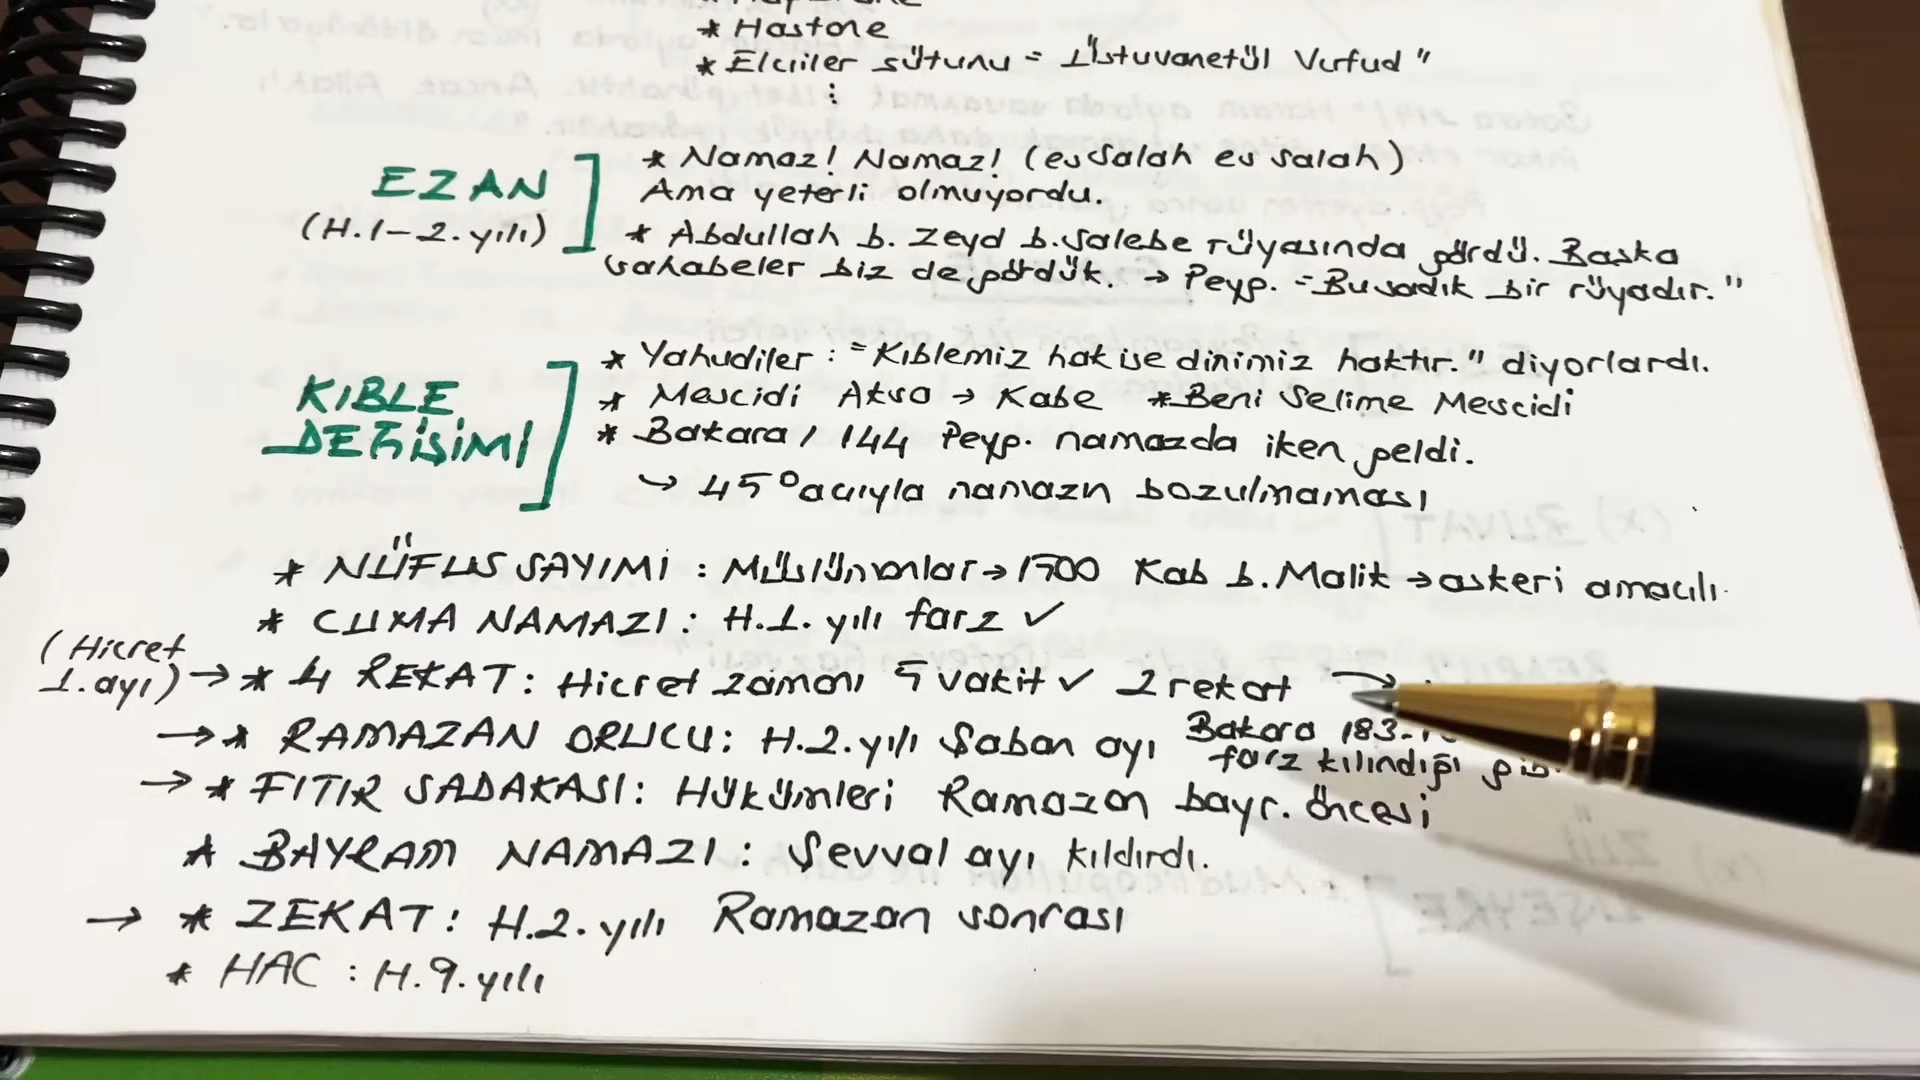 * Hastane
* Elçiler sütunu = "Üstuvanetül Vufud"
:
EZAN
(H.1-2.yılı)
* Namaz! Namaz! (es salah es salah)
Ama yeterli olmuyordu.
* Abdullah b. Zeyd b. Salebe rüyasında gördü. Başka
sahabeler biz de gördük. → Peyg. "Bu sadık bir rüyadır."
KIBLE
DEĞİŞİMİ
* Yahudiler : "Kıblemiz hak ise dinimiz haktır." diyorlardı.
* Mescidi Aksa → Kabe * Beni Selime Mescidi
* Bakara / 144 Peyg. namazda iken geldi.
↪ 45° açıyla namazın bozulmaması
* NÜFUS SAYIMI : Müslümanlar → 1500 Kab b. Malik → askeri amaçlı.
* CUMA NAMAZI : H.1. yılı farz ✓
(Hicret
1.ayı) → * 4 REKAT : Hicret zamanı 5 vakit ✓ 2 rekat →
→ * RAMAZAN ORUCU : H.2. yılı Şaban ayı Bakara 183-
farz kılındığı
→ * FITIR SADAKASI : Hükümleri Ramazan bayr. öncesi
* BAYRAM NAMAZI : Şevval ayı kıldırdı.
→ * ZEKAT : H.2. yılı Ramazan sonrası
* HAC : H.9. yılı